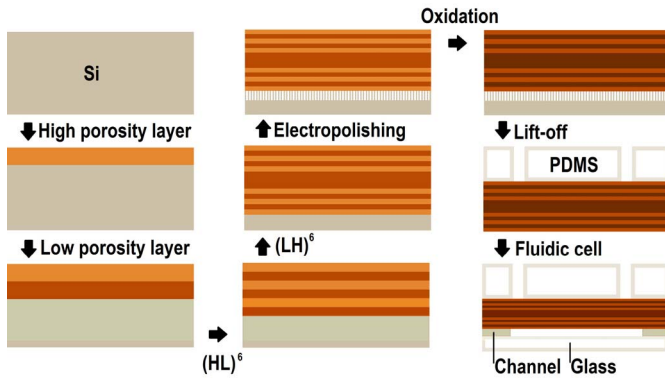 Si
High porosity layer
Low porosity layer
(HL)⁶
(LH)⁶
Electropolishing
Oxidation
Lift-off
PDMS
Fluidic cell
Channel
Glass